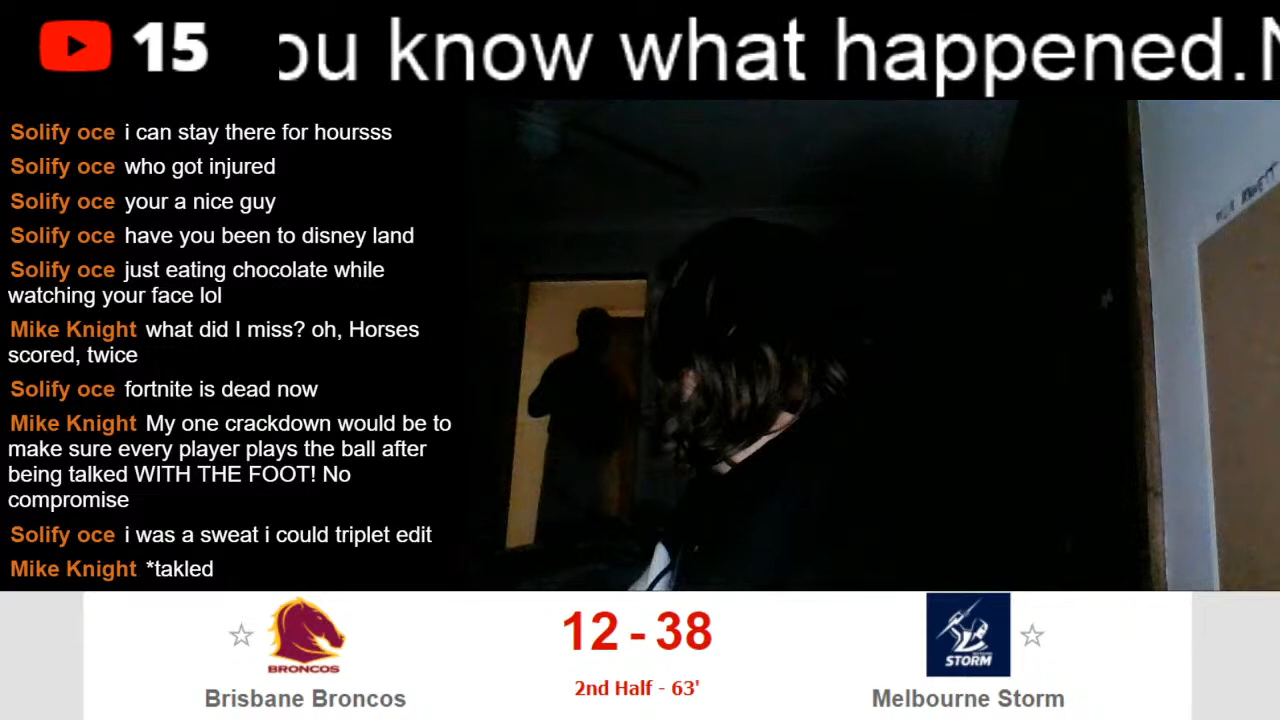 15 ou know what happened.N
Solify oce i can stay there for hoursss
Solify oce who got injured
Solify oce your a nice guy
Solify oce have you been to disney land
Solify oce just eating chocolate while
watching your face lol
Mike Knight what did I miss? oh, Horses
scored, twice
Solify oce fortnite is dead now
Mike Knight My one crackdown would be to
make sure every player plays the ball after
being talked WITH THE FOOT! No
compromise
Solify oce i was a sweat i could triplet edit
Mike Knight *takled
BRONCOS
Brisbane Broncos
12 - 38
2nd Half - 63'
STORM
Melbourne Storm